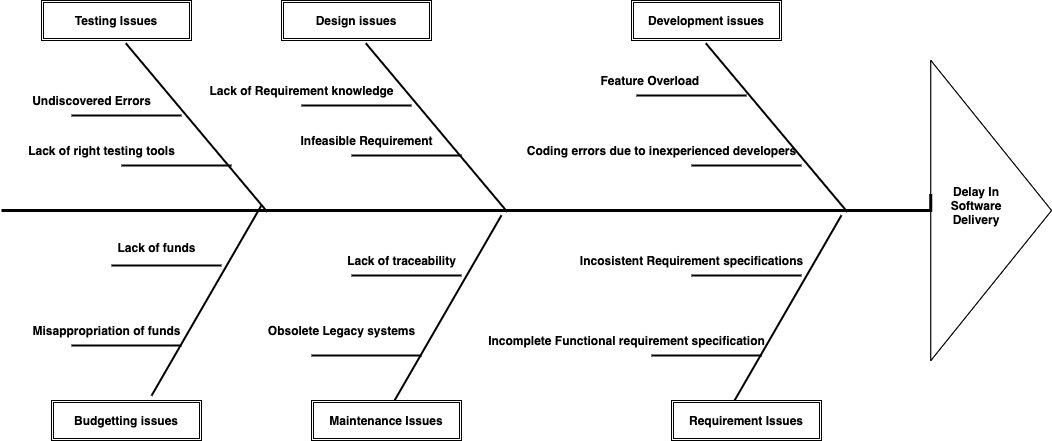 Testing Issues
Design issues
Development issues
Undiscovered Errors
Lack of Requirement knowledge
Feature Overload
Lack of right testing tools
Infeasible Requirement
Coding errors due to inexperienced developers
Delay In
Software
Delivery
Lack of funds
Lack of traceability
Incosistent Requirement specifications
Misappropriation of funds
Obsolete Legacy systems
Incomplete Functional requirement specification
Budgetting issues
Maintenance Issues
Requirement Issues